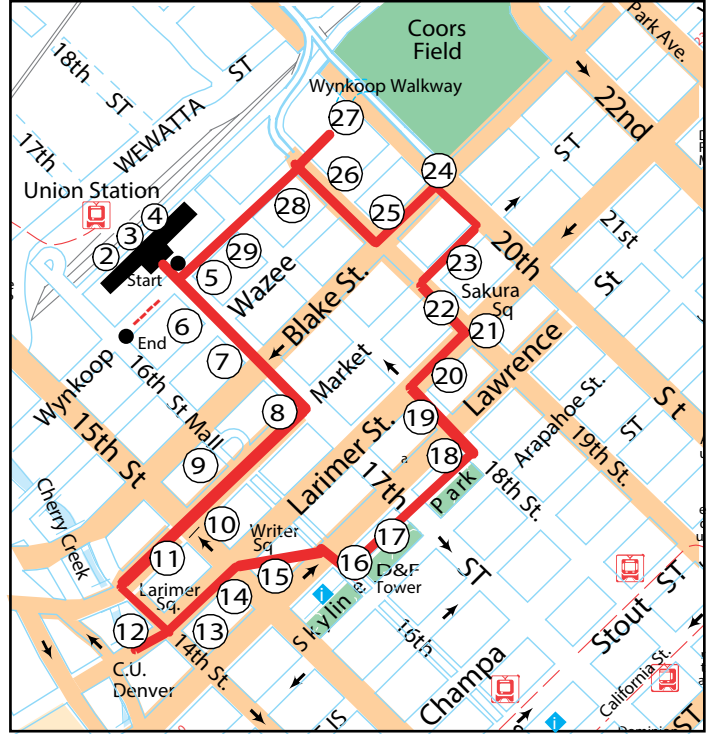 Coors
Field
Park Ave.
22nd
18th ST
WEWATTA ST
17th
Wynkoop Walkway
27
26
24
25
ST
21st
St
20th
Union Station
4
3
2
Start
5
28
29
Wazee
23
Sakura
Sq
22
21
Blake St.
End
6
7
16th St Mall
Wynkoop
15th St
8
Market
20
19
18
Lawrence
Arapahoe St.
St
ST
19th St.
18th St.
Larimer St.
a
17th
Park
9
10
11
Cherry Creek
Writer
Sq
Larimer
Sq.
17
16
15
14
13
12
D&F
Tower
Skyline
i
ST
16th
14th St.
C.U.
Denver
Champa
Stout ST
California St.
ST
i
IS